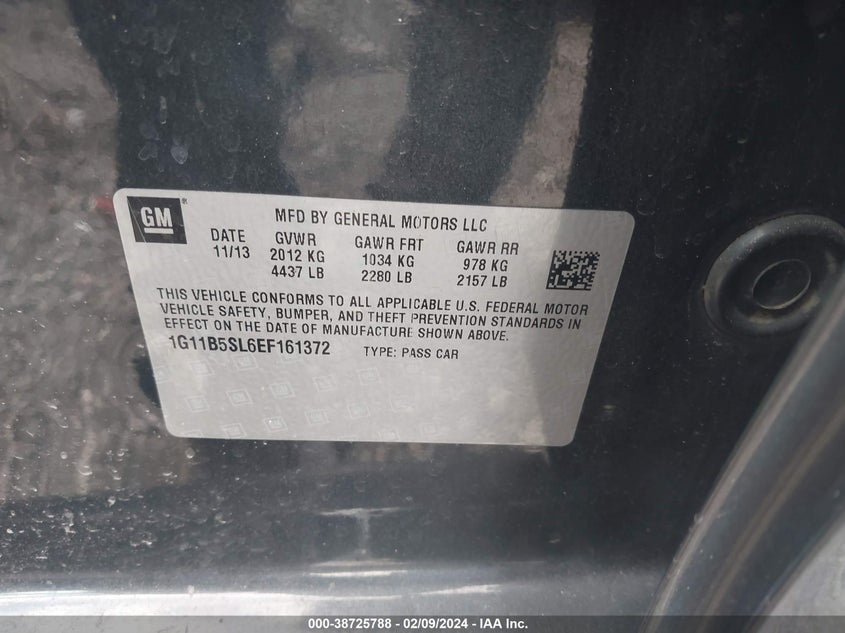 GM
®
MFD BY GENERAL MOTORS LLC
DATE GVWR GAWR FRT GAWR RR
11/13 2012 KG 1034 KG 978 KG
4437 LB 2280 LB 2157 LB
THIS VEHICLE CONFORMS TO ALL APPLICABLE U.S. FEDERAL MOTOR
VEHICLE SAFETY, BUMPER, AND THEFT PREVENTION STANDARDS IN
EFFECT ON THE DATE OF MANUFACTURE SHOWN ABOVE.
1G11B5SL6EF161372 TYPE: PASS CAR
000-38725788 - 02/09/2024 - IAA Inc.